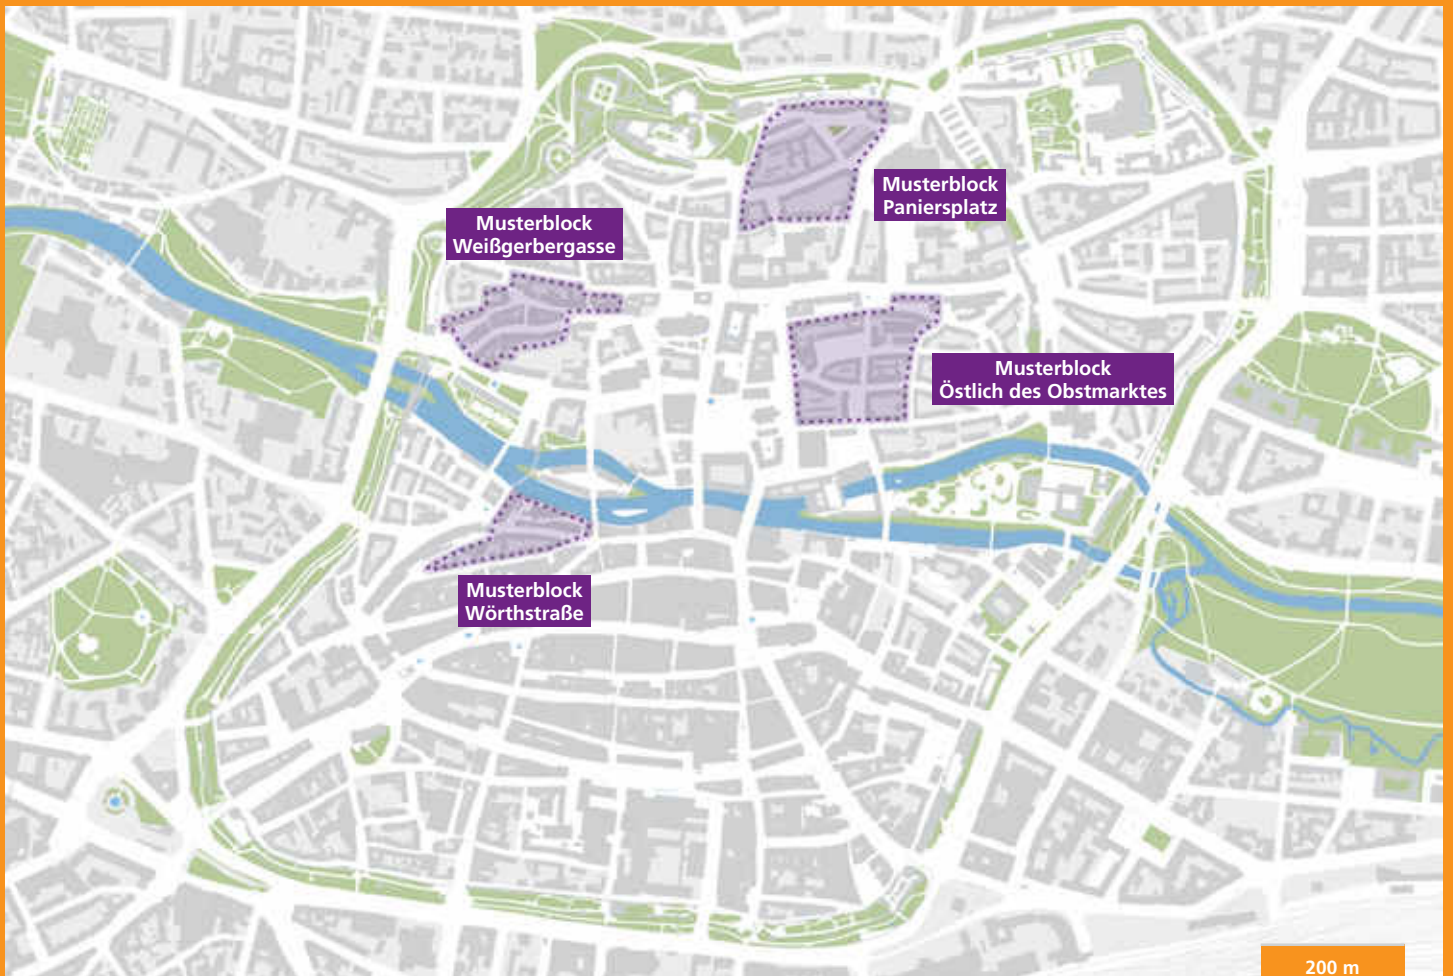 Musterblock
Paniersplatz
Musterblock
Weißgerbergasse
Musterblock
Östlich des Obstmarktes
Musterblock
Wörthstraße
200 m